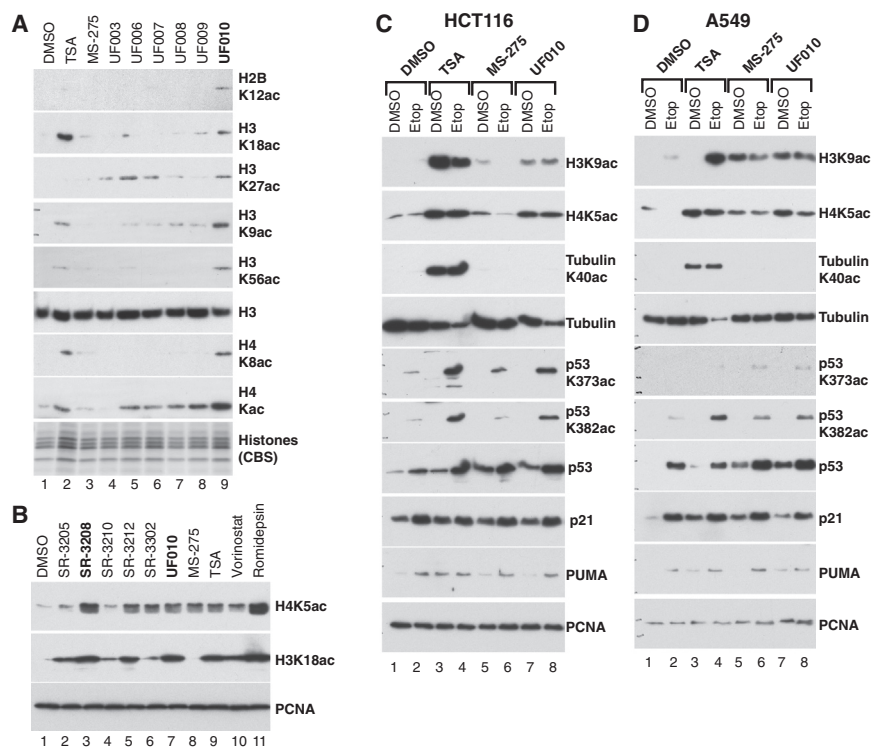 A
DMSO
TSA
MS-275
UF003
UF006
UF007
UF008
UF009
UF010
H2B
K12ac
H3
K18ac
H3
K27ac
H3
K9ac
H3
K56ac
H3
H4
K8ac
H4
Kac
Histones
(CBS)
1 2 3 4 5 6 7 8 9
B
DMSO
SR-3205
SR-3208
SR-3210
SR-3212
SR-3302
UF010
MS-275
TSA
Vorinostat
Romidepsin
H4K5ac
H3K18ac
PCNA
1 2 3 4 5 6 7 8 9 10 11
C
HCT116
DMSO
TSA
MS-275
UF010
DMSO
Etop
DMSO
Etop
DMSO
Etop
DMSO
Etop
H3K9ac
H4K5ac
Tubulin
K40ac
Tubulin
p53
K373ac
p53
K382ac
p53
p21
PUMA
PCNA
1 2 3 4 5 6 7 8
D
A549
DMSO
TSA
MS-275
UF010
DMSO
Etop
DMSO
Etop
DMSO
Etop
DMSO
Etop
H3K9ac
H4K5ac
Tubulin
K40ac
Tubulin
p53
K373ac
p53
K382ac
p53
p21
PUMA
PCNA
1 2 3 4 5 6 7 8